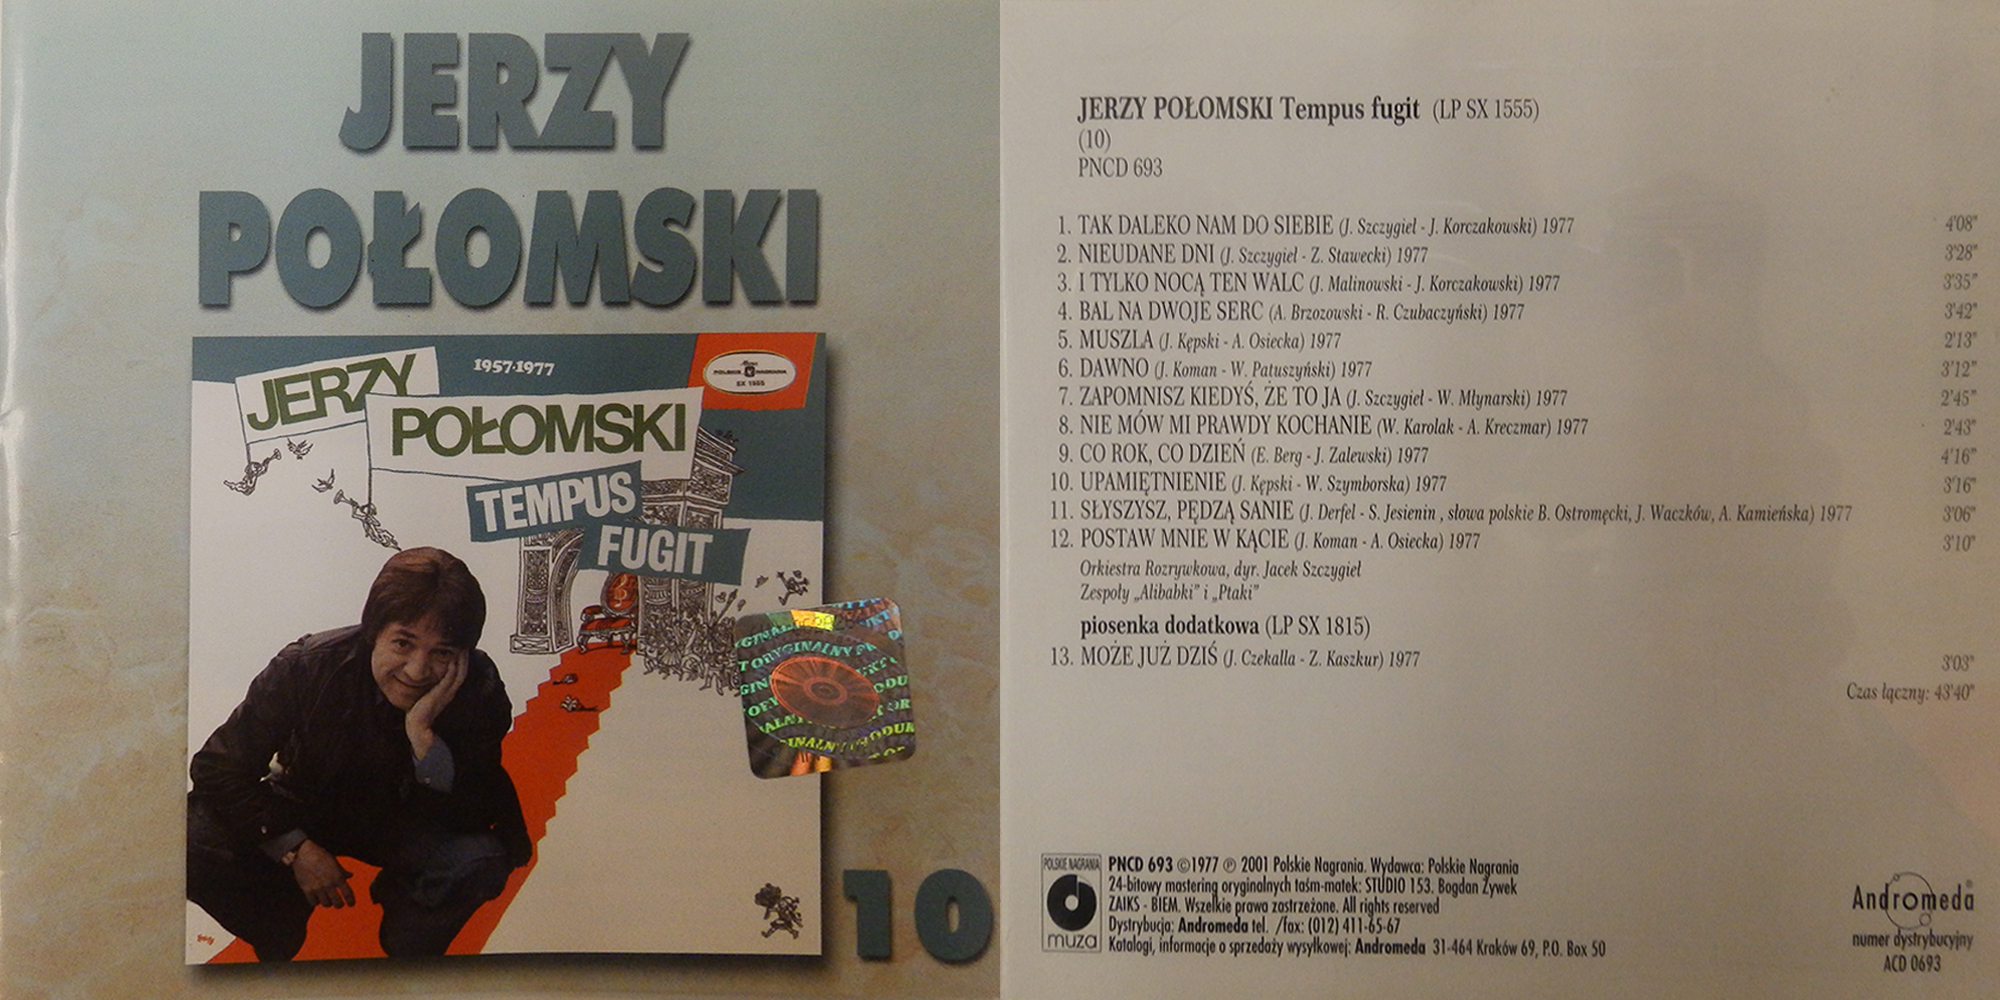 JERZY
POŁOMSKI
JERZY
1957-1977
POLSKIE NAGRANIA
SX 1555
POŁOMSKI
TEMPUS
FUGIT
10
JERZY POŁOMSKI Tempus fugit (LP SX 1555)
(10)
PNCD 693
1. TAK DALEKO NAM DO SIEBIE (J. Szczygieł - J. Korczakowski) 1977 4'08"
2. NIEUDANE DNI (J. Szczygieł - Z. Stawecki) 1977 3'28"
3. I TYLKO NOCĄ TEN WALC (J. Malinowski - J. Korczakowski) 1977 3'35"
4. BAL NA DWOJE SERC (A. Brzozowski - R. Czubaczyński) 1977 3'42"
5. MUSZLA (J. Kępski - A. Osiecka) 1977 2'13"
6. DAWNO (J. Koman - W. Patuszyński) 1977 3'12"
7. ZAPOMNISZ KIEDYŚ, ŻE TO JA (J. Szczygieł - W. Młynarski) 1977 2'45"
8. NIE MÓW MI PRAWDY KOCHANIE (W. Karolak - A. Kreczmar) 1977 2'43"
9. CO ROK, CO DZIEŃ (E. Berg - J. Zalewski) 1977 4'16"
10. UPAMIĘTNIENIE (J. Kępski - W. Szymborska) 1977 3'16"
11. SŁYSZYSZ, PĘDZĄ SANIE (J. Derfel - S. Jesienin , słowa polskie B. Ostromęcki, J. Waczków, A. Kamieńska) 1977 3'06"
12. POSTAW MNIE W KĄCIE (J. Koman - A. Osiecka) 1977 3'10"
Orkiestra Rozrywkowa, dyr. Jacek Szczygieł
Zespoły „Alibabki” i „Ptaki”
piosenka dodatkowa (LP SX 1815)
13. MOŻE JUŻ DZIŚ (J. Czekalla - Z. Kaszkur) 1977 3'03"
Czas łączny: 43'40"
POLSKIE NAGRANIA
muza
PNCD 693 ©1977 ℗ 2001 Polskie Nagrania. Wydawca: Polskie Nagrania
24-bitowy mastering oryginalnych taśm-matek: STUDIO 153. Bogdan Żywek
ZAIKS - BIEM. Wszelkie prawa zastrzeżone. All rights reserved
Dystrybucja: Andromeda tel. /fax: (012) 411-65-67
Katalogi, informacje o sprzedaży wysyłkowej: Andromeda 31-464 Kraków 69, P.O. Box 50
Andromeda®
numer dystrybucyjny
ACD 0693